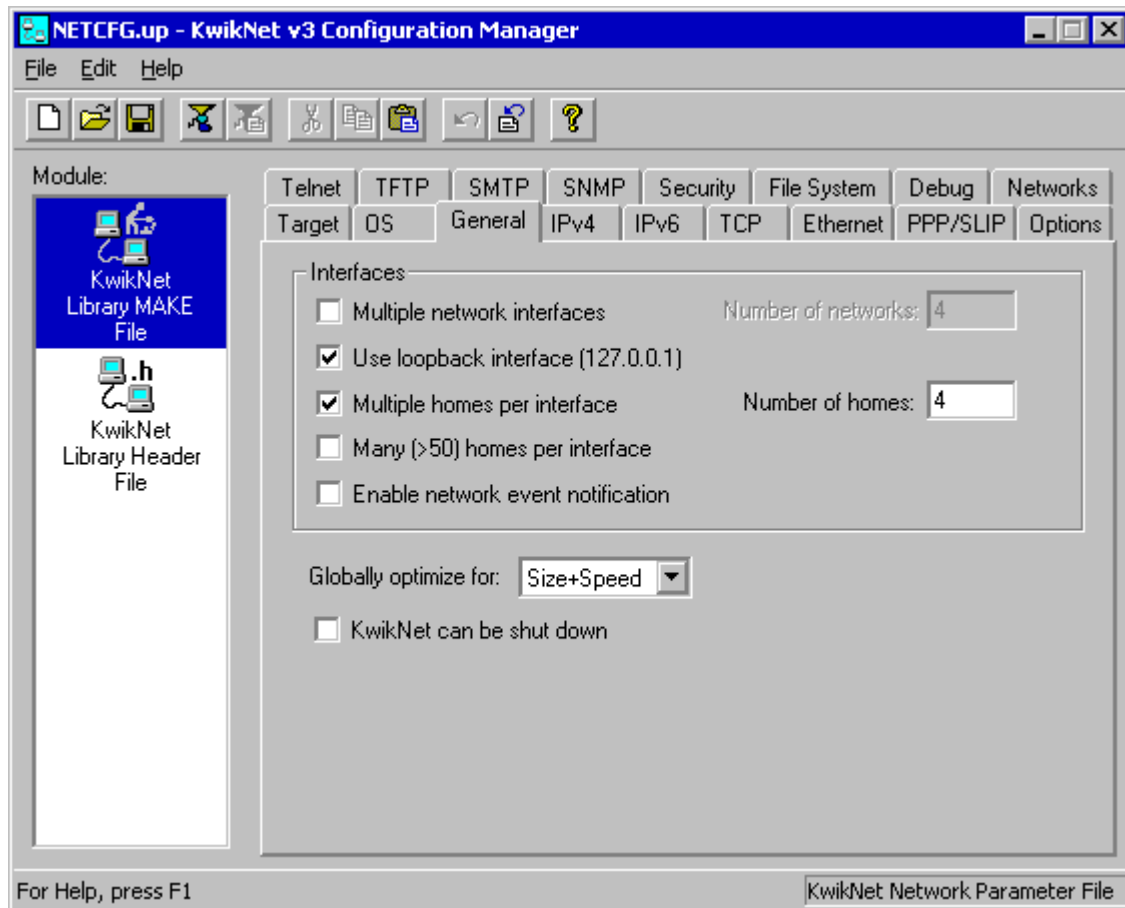 NETCFG.up - KwikNet v3 Configuration Manager
File Edit Help
Module:
KwikNet
Library MAKE
File
.h
KwikNet
Library Header
File
Telnet TFTP SMTP SNMP Security File System Debug Networks
Target OS General IPv4 IPv6 TCP Ethernet PPP/SLIP Options
Interfaces
Multiple network interfaces Number of networks: 4
Use loopback interface (127.0.0.1)
Multiple homes per interface Number of homes: 4
Many (>50) homes per interface
Enable network event notification
Globally optimize for: Size+Speed
KwikNet can be shut down
For Help, press F1 KwikNet Network Parameter File